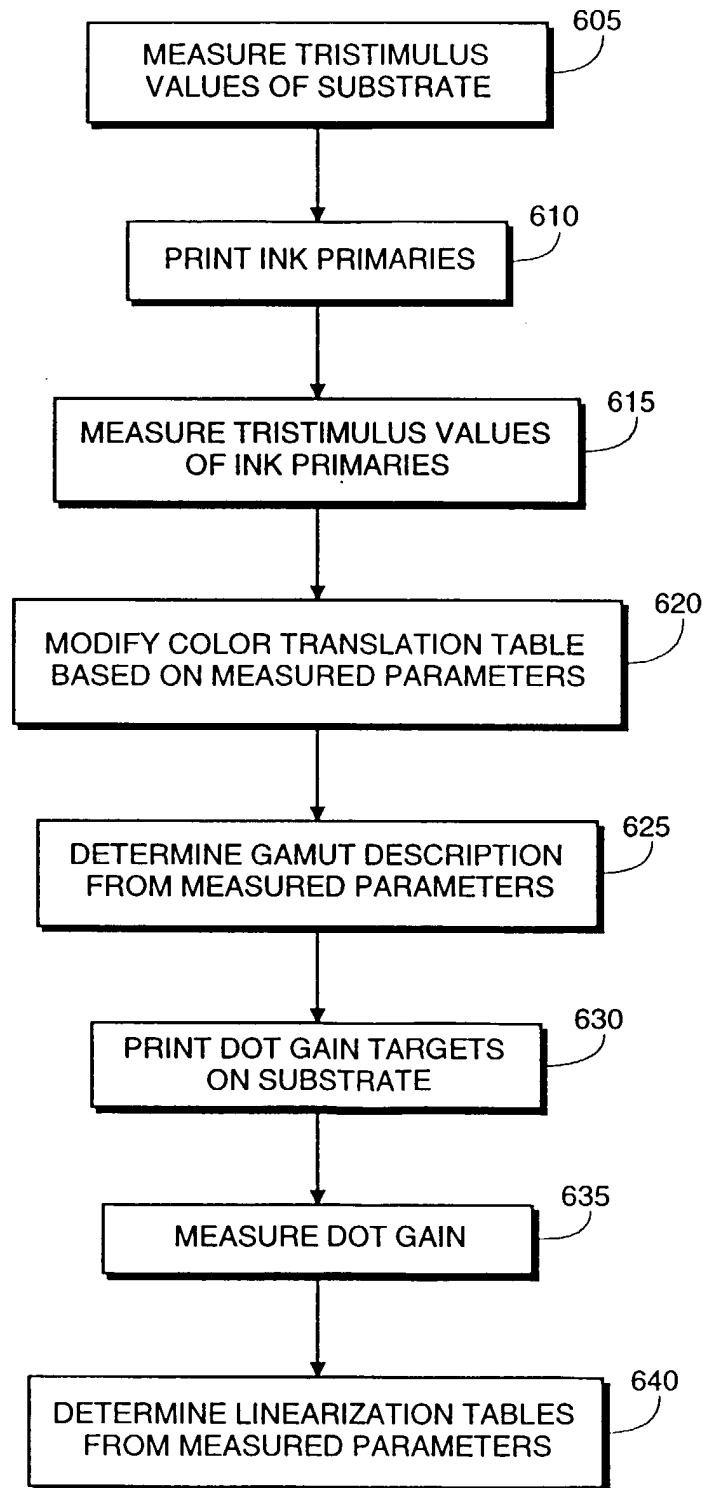 605
MEASURE TRISTIMULUS
VALUES OF SUBSTRATE
610
PRINT INK PRIMARIES
615
MEASURE TRISTIMULUS VALUES
OF INK PRIMARIES
620
MODIFY COLOR TRANSLATION TABLE
BASED ON MEASURED PARAMETERS
625
DETERMINE GAMUT DESCRIPTION
FROM MEASURED PARAMETERS
630
PRINT DOT GAIN TARGETS
ON SUBSTRATE
635
MEASURE DOT GAIN
640
DETERMINE LINEARIZATION TABLES
FROM MEASURED PARAMETERS